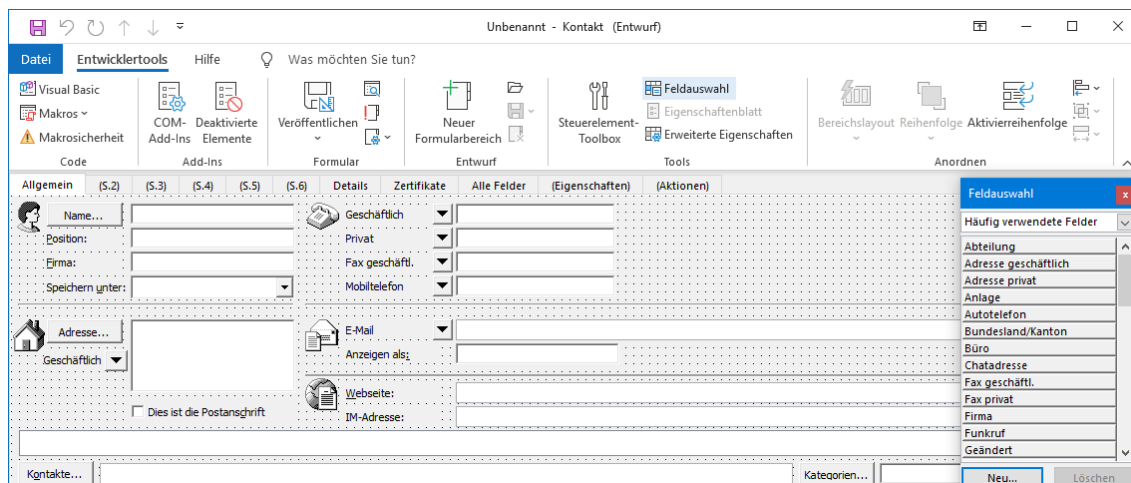 Unbenannt - Kontakt (Entwurf)
Datei Entwicklertools Hilfe Was möchten Sie tun?
Visual Basic
Makros
Makrosicherheit
Code
COM-Add-Ins
Deaktivierte Elemente
Add-Ins
Veröffentlichen
Formular
Neuer Formularbereich
Entwurf
Steuerelement-Toolbox
Feldauswahl
Eigenschaftenblatt
Erweiterte Eigenschaften
Tools
Bereichslayout Reihenfolge Aktivierreihenfolge
Anordnen
Allgemein (S.2) (S.3) (S.4) (S.5) (S.6) Details Zertifikate Alle Felder (Eigenschaften) (Aktionen)
Name...
Position:
Firma:
Speichern unter:
Geschäftlich
Privat
Fax geschäftl.
Mobiltelefon
Adresse...
Geschäftlich
Dies ist die Postanschrift
E-Mail
Anzeigen als:
Webseite:
IM-Adresse:
Kontakte...
Kategorien...
Feldauswahl x
Häufig verwendete Felder
Abteilung
Adresse geschäftlich
Adresse privat
Anlage
Autotelefon
Bundesland/Kanton
Büro
Chatadresse
Fax geschäftl.
Fax privat
Firma
Funkruf
Geändert
Neu... Löschen